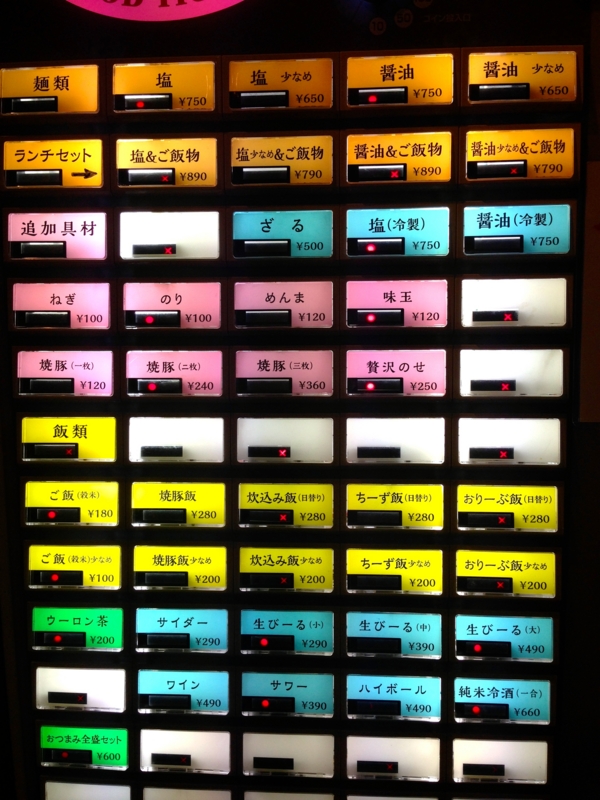 麺類
塩 ¥750
塩 少なめ ¥650
醤油 ¥750
醤油 少なめ ¥650
ランチセット
塩&ご飯物 ¥890
塩少なめ&ご飯物 ¥790
醤油&ご飯物 ¥890
醤油少なめ&ご飯物 ¥790
追加具材
ざる ¥500
塩(冷製) ¥750
醤油(冷製) ¥750
ねぎ ¥100
のり ¥100
めんま ¥120
味玉 ¥120
焼豚(一枚) ¥120
焼豚(二枚) ¥240
焼豚(三枚) ¥360
贅沢のせ ¥250
飯類
ご飯(穀米) ¥180
焼豚飯 ¥280
炊込み飯(日替り) ¥280
ちーず飯(日替り) ¥280
おりーぶ飯(日替り) ¥280
ご飯(穀米)少なめ ¥100
焼豚飯少なめ ¥200
炊込み飯少なめ ¥200
ちーず飯少なめ ¥200
おりーぶ飯少なめ ¥200
ウーロン茶 ¥200
サイダー ¥290
生びーる(小) ¥290
生びーる(中) ¥390
生びーる(大) ¥490
ワイン ¥490
サワー ¥390
ハイボール ¥490
純米冷酒(一合) ¥660
おつまみ全盛セット ¥600